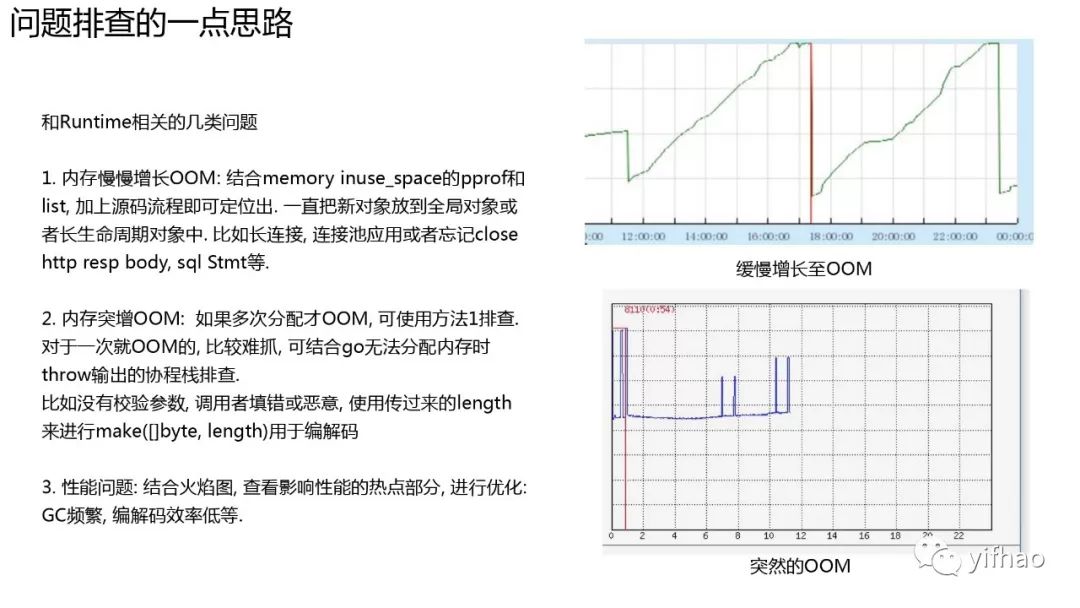 问题排查的一点思路
和Runtime相关的几类问题
1. 内存慢慢增长OOM: 结合memory inuse_space的pprof和
list, 加上源码流程即可定位出. 一直把新对象放到全局对象或
者长生命周期对象中. 比如长连接, 连接池应用或者忘记close
http resp body, sql Stmt等.
2. 内存突增OOM: 如果多次分配才OOM, 可使用方法1排查.
对于一次就OOM的, 比较难抓, 可结合go无法分配内存时
throw输出的协程栈排查.
比如没有校验参数, 调用者填错或恶意, 使用传过来的length
来进行make([]byte, length)用于编解码
3. 性能问题: 结合火焰图, 查看影响性能的热点部分, 进行优化:
GC频繁, 编解码效率低等.
:00 12:00:00 14:00:00 16:00:00 18:00:00 20:00:00 22:00:00 00:00:0
缓慢增长至OOM
8110(0:54)
0 2 4 6 8 10 12 14 16 18 20 22
突然的OOM
yifhao